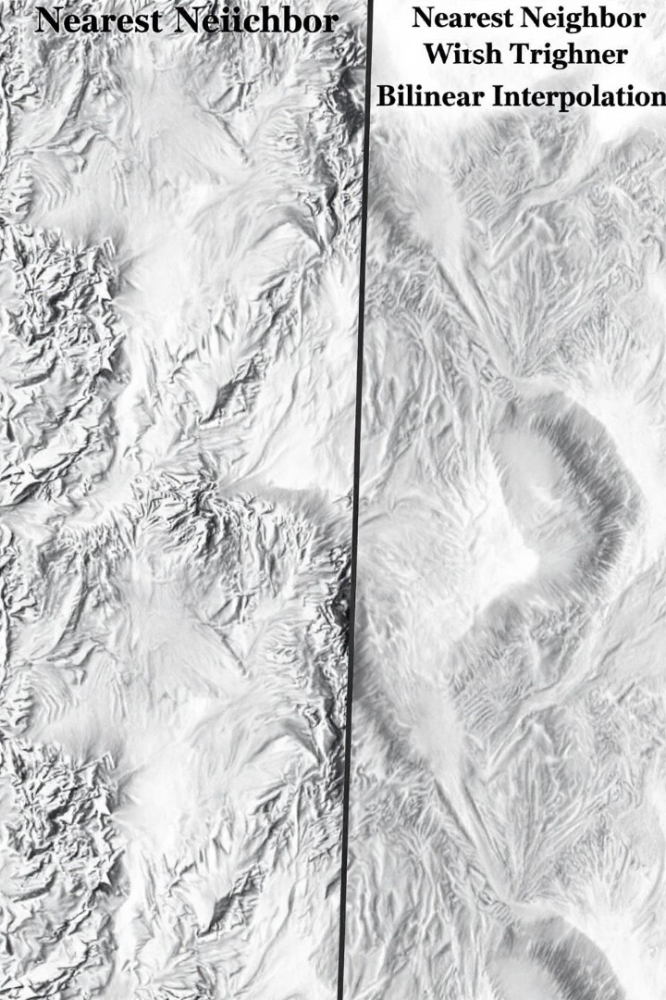 Nearest Neiichbor
Nearest Neighbor
Witsh Trighner
Bilinear Interpolation